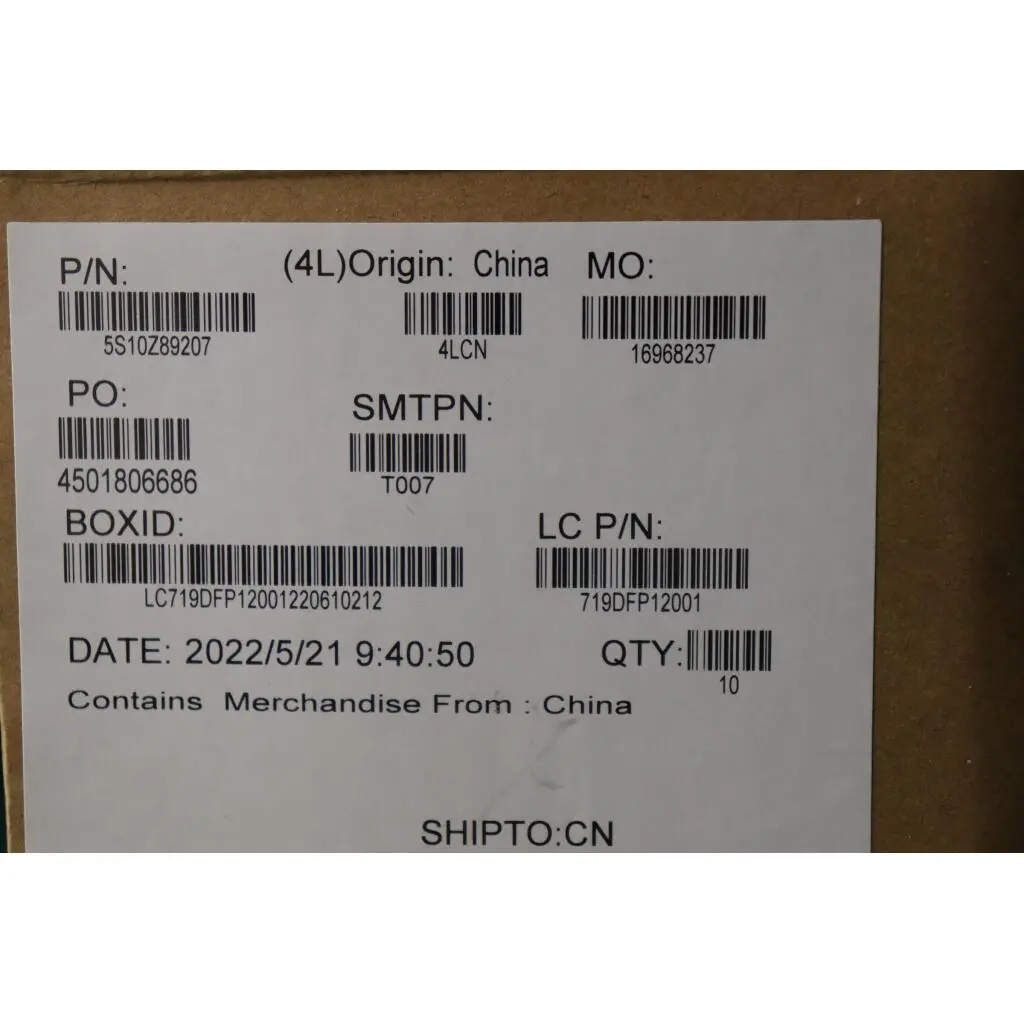 P/N: (4L)Origin: China MO:
5S10Z89207 4LCN 16968237
PO: SMTPN:
4501806686 T007
BOXID: LC P/N:
LC719DFP12001220610212 719DFP12001
DATE: 2022/5/21 9:40:50 QTY:
10
Contains Merchandise From : China
SHIPTO:CN